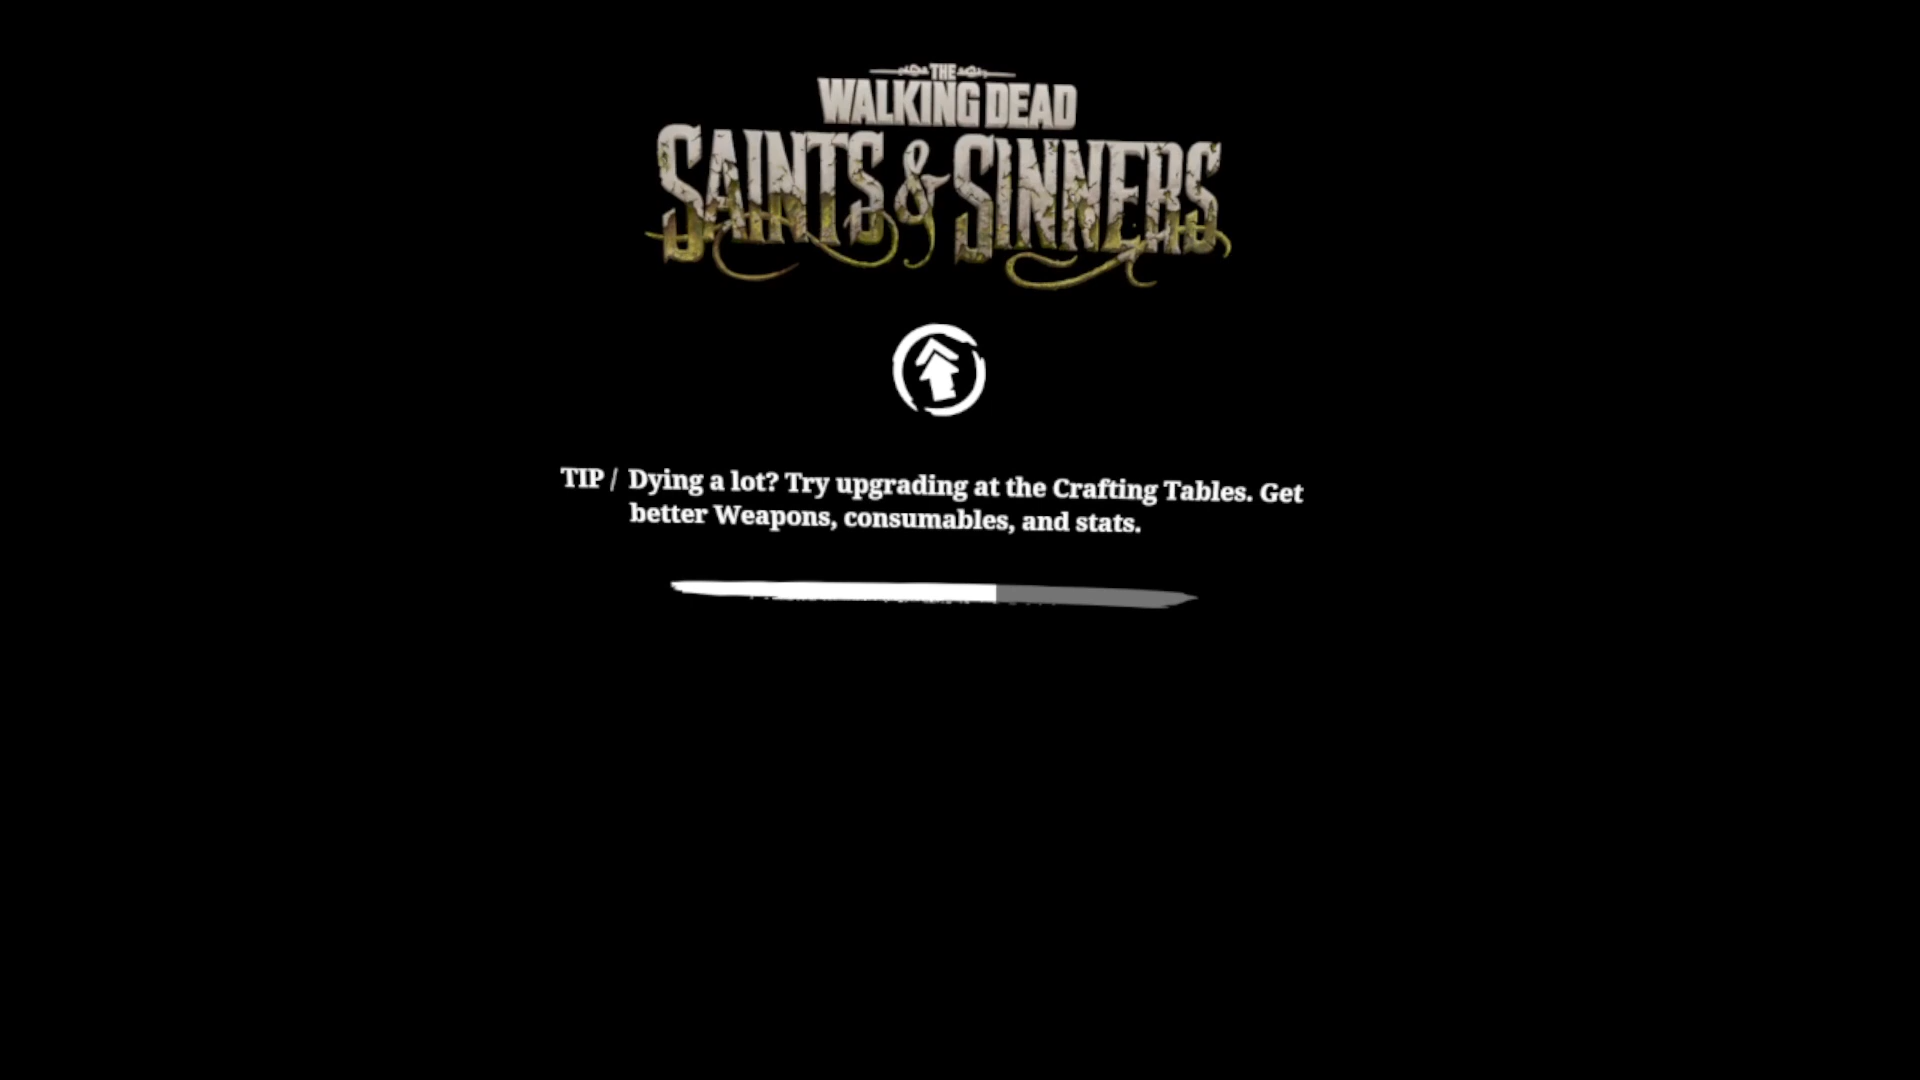 THE
WALKING DEAD
SAINTS & SINNERS
TIP / Dying a lot? Try upgrading at the Crafting Tables. Get
better Weapons, consumables, and stats.